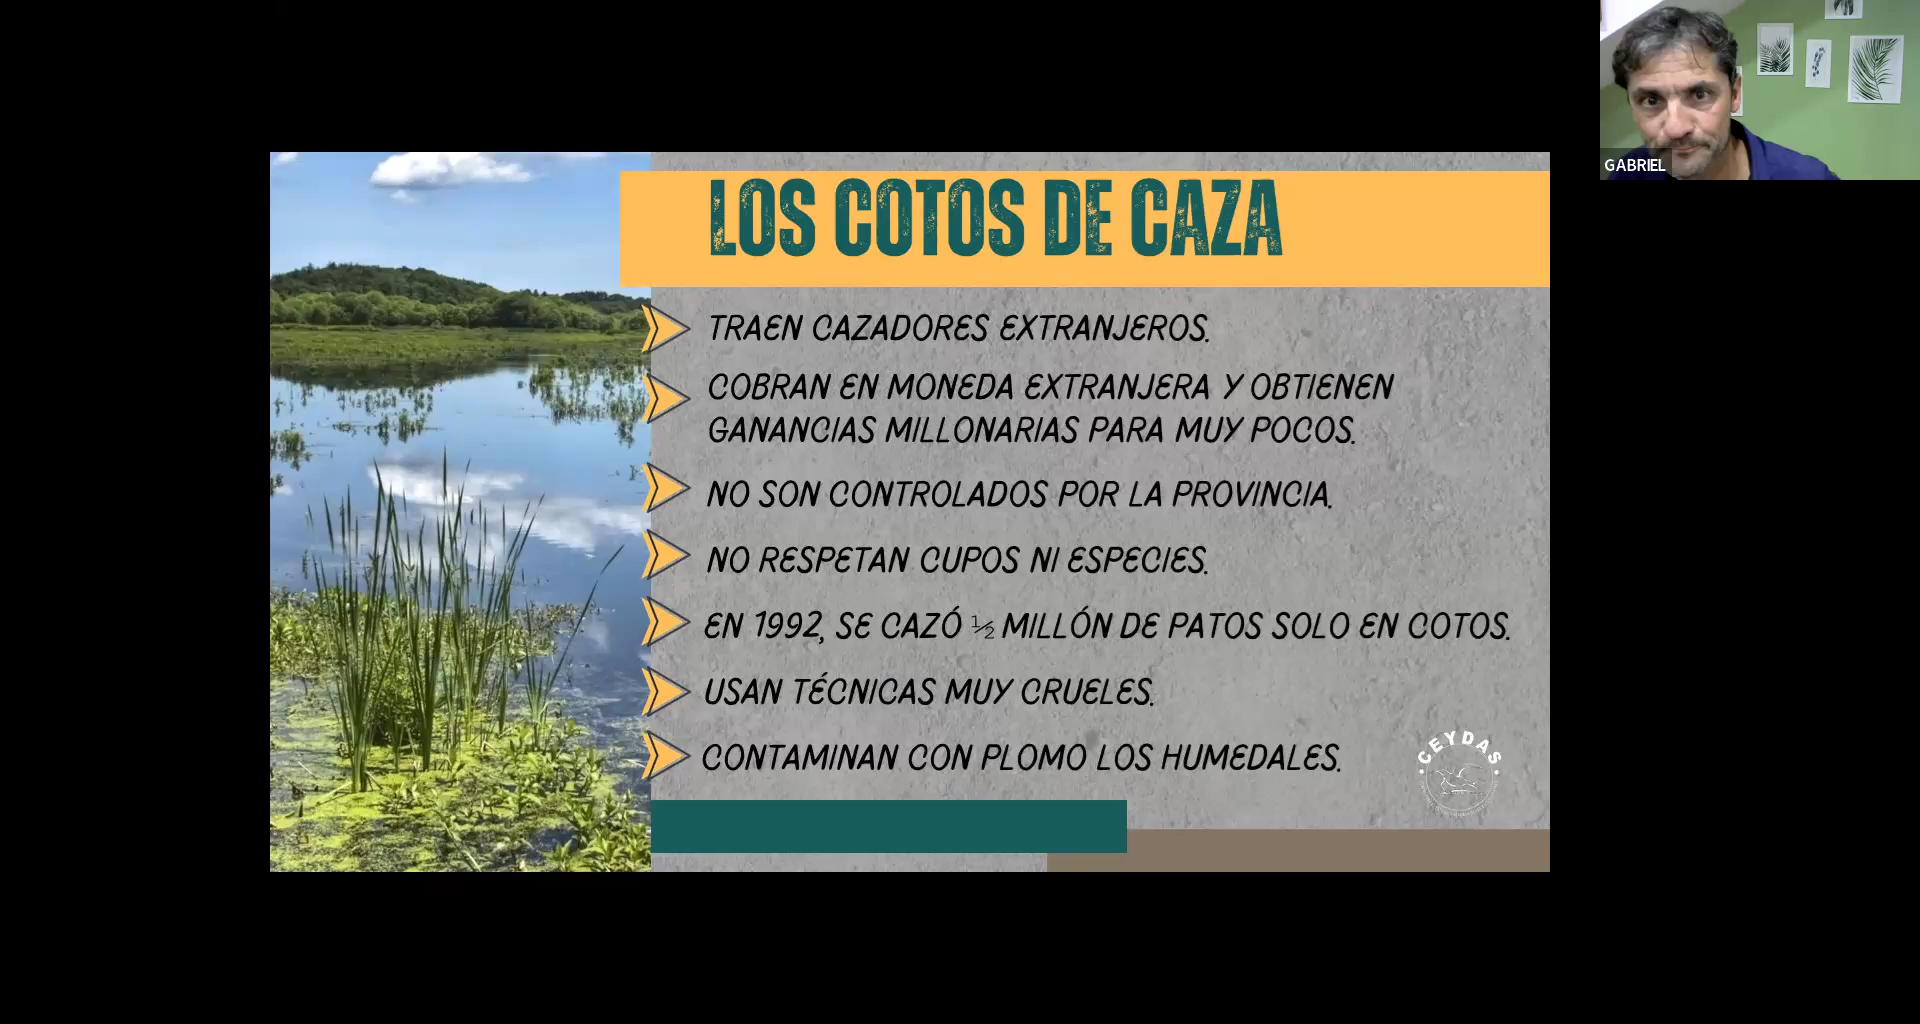 LOS COTOS DE CAZA
TRAEN CAZADORES EXTRANJEROS.
COBRAN EN MONEDA EXTRANJERA Y OBTIENEN
GANANCIAS MILLONARIAS PARA MUY POCOS.
NO SON CONTROLADOS POR LA PROVINCIA.
NO RESPETAN CUPOS NI ESPECIES.
EN 1992, SE CAZÓ ½ MILLÓN DE PATOS SOLO EN COTOS.
USAN TÉCNICAS MUY CRUELES.
CONTAMINAN CON PLOMO LOS HUMEDALES.
CEYDAS
GABRIEL